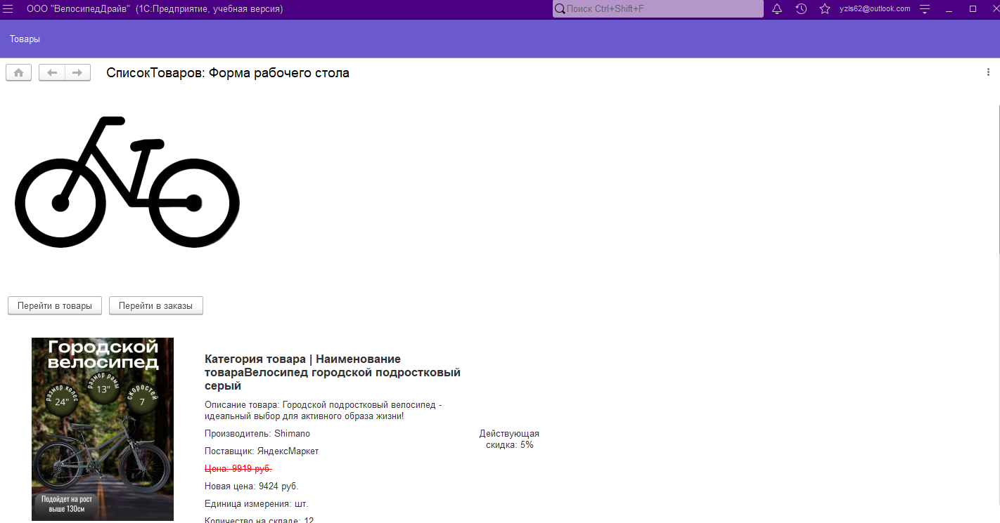 ООО "ВелосипедДрайв" (1С:Предприятие, учебная версия)
Поиск Ctrl+Shift+F
yzls62@outlook.com
Товары
СписокТоваров: Форма рабочего стола
Перейти в товары
Перейти в заказы
Городской
велосипед
размер колес
24"
размер рамы
13"
скоростей
7
Подойдет на рост
выше 130см
Категория товара | Наименование
товараВелосипед городской подростковый
серый
Описание товара: Городской подростковый велосипед -
идеальный выбор для активного образа жизни!
Производитель: Shimano
Поставщик: ЯндексМаркет
Цена: 9919 руб.
Новая цена: 9424 руб.
Единица измерения: шт.
Количество на складе: 12
Действующая
скидка: 5%